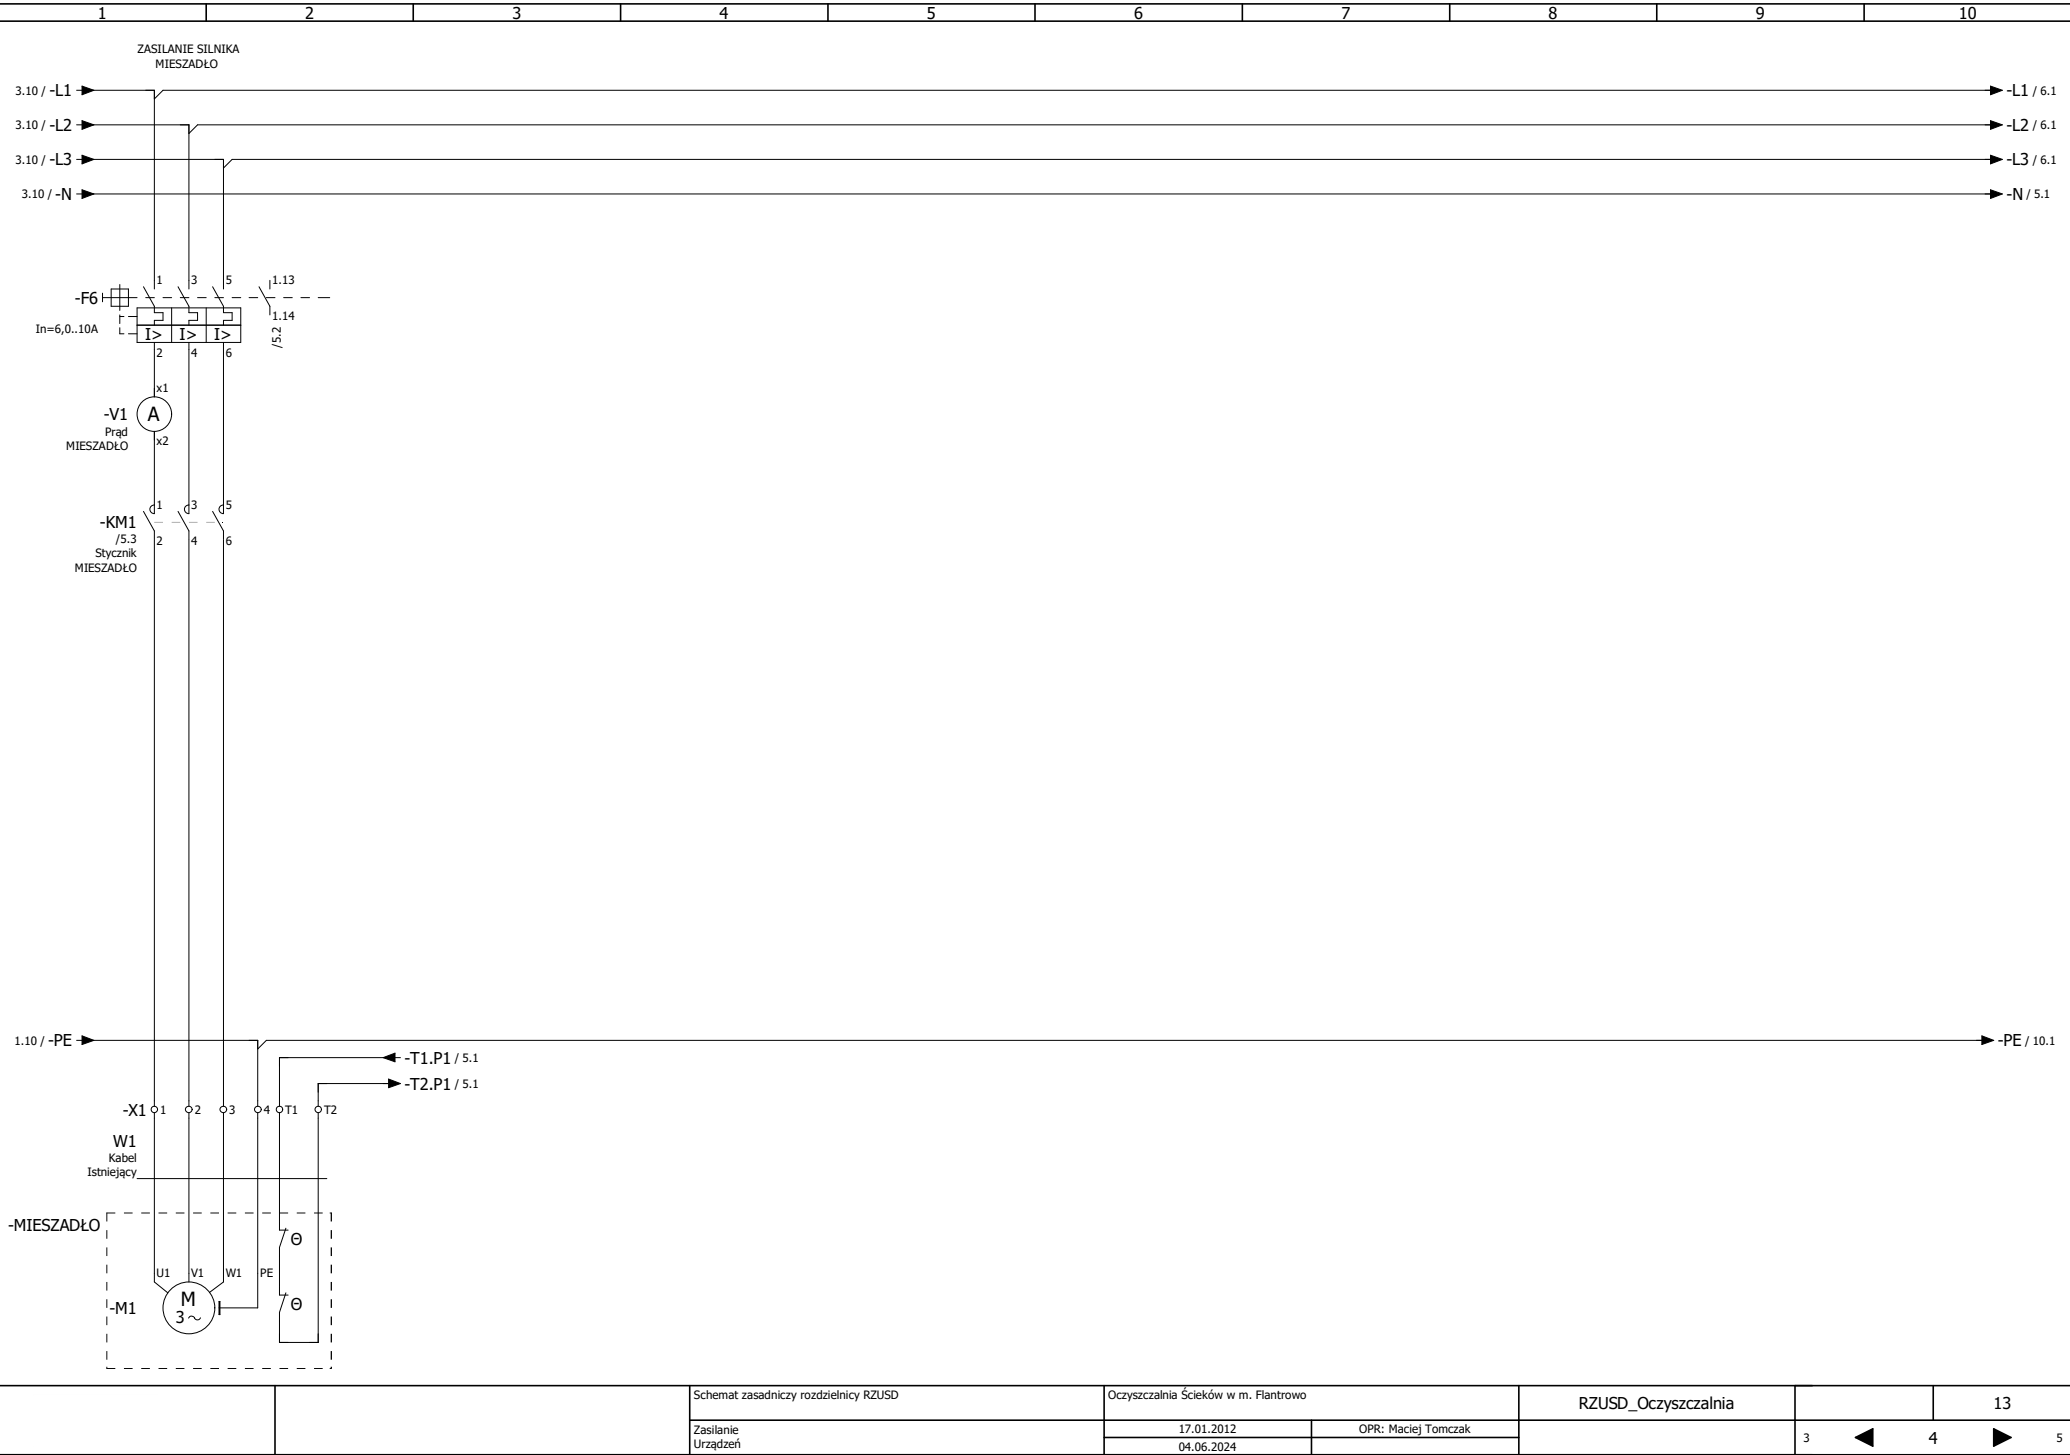 1 2 3 4 5 6 7 8 9 10
ZASILANIE SILNIKA
MIESZADŁO
3.10 / -L1
-L1 / 6.1
3.10 / -L2
-L2 / 6.1
3.10 / -L3
-L3 / 6.1
3.10 / -N
-N / 5.1
1 3 5 1.13
-F6
1.14
In=6,0..10A
I> I> I>
/5.2
2 4 6
x1
-V1
A
Prąd
MIESZADŁO
x2
1 3 5
-KM1
/5.3
2 4 6
Stycznik
MIESZADŁO
1.10 / -PE
-PE / 10.1
-T1.P1 / 5.1
-T2.P1 / 5.1
-X1 1 2 3 4 T1 T2
W1
Kabel
Istniejący
-MIESZADŁO
Θ
U1 V1 W1 PE
-M1
M
3~
Θ
Schemat zasadniczy rozdzielnicy RZUSD
Zasilanie
Urządzeń
Oczyszczalnia Ścieków w m. Flantrowo
17.01.2012
OPR: Maciej Tomczak
04.06.2024
RZUSD_Oczyszczalnia
13
3 4 5